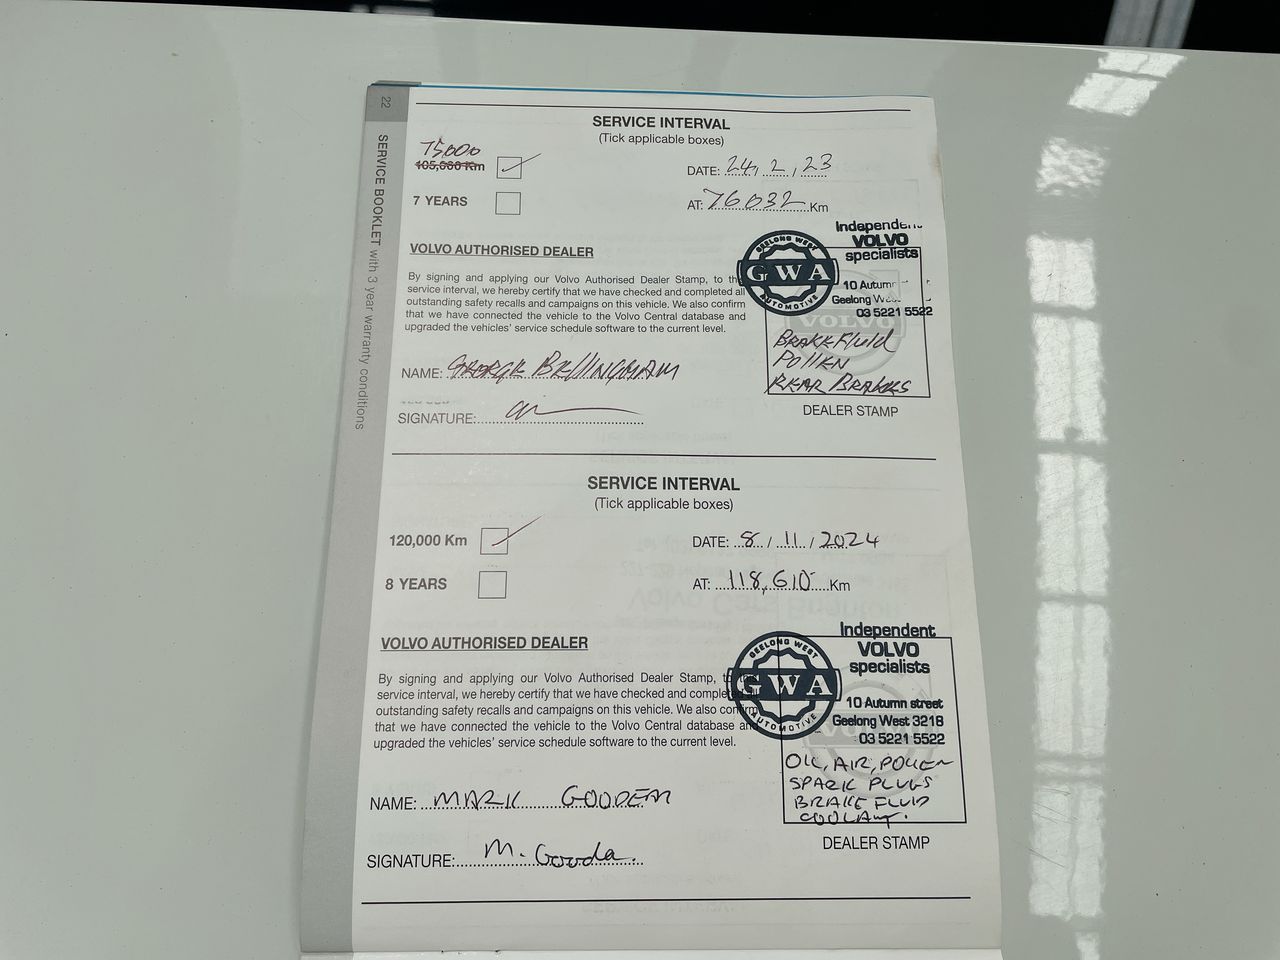 22
SERVICE BOOKLET with 3 year warranty conditions
SERVICE INTERVAL
(Tick applicable boxes)
75,000
105,000 Km
DATE: 24, 2, 23
7 YEARS
AT: 76032 Km
VOLVO AUTHORISED DEALER
By signing and applying our Volvo Authorised Dealer Stamp, to the
service interval, we hereby certify that we have checked and completed all
outstanding safety recalls and campaigns on this vehicle. We also confirm
that we have connected the vehicle to the Volvo Central database and
upgraded the vehicles' service schedule software to the current level.
NAME: GEORGE BELLINGHAM
SIGNATURE:
GEELONG WEST
GWA
AUTOMOTIVE
Independent
VOLVO
specialists
10 Autumn
Geelong
03 5221 5522
VOLVO
BRAKE Fluid
POllEN
REAR BRAKES
DEALER STAMP
SERVICE INTERVAL
(Tick applicable boxes)
120,000 Km
DATE: 8 / 11 / 2024
8 YEARS
AT: 118,610 Km
VOLVO AUTHORISED DEALER
By signing and applying our Volvo Authorised Dealer Stamp, to the
service interval, we hereby certify that we have checked and completed all
outstanding safety recalls and campaigns on this vehicle. We also confirm
that we have connected the vehicle to the Volvo Central database and
upgraded the vehicles' service schedule software to the current level.
NAME: MARK
SIGNATURE: M.
GEELONG WEST
GWA
AUTOMOTIVE
Independent
VOLVO
specialists
10 Autumn street
Geelong West 3218
03 5221 5522
OIL, AIR, POLLEN
SPARK PLUGS
BRAKE FLUID
COOLANT.
DEALER STAMP